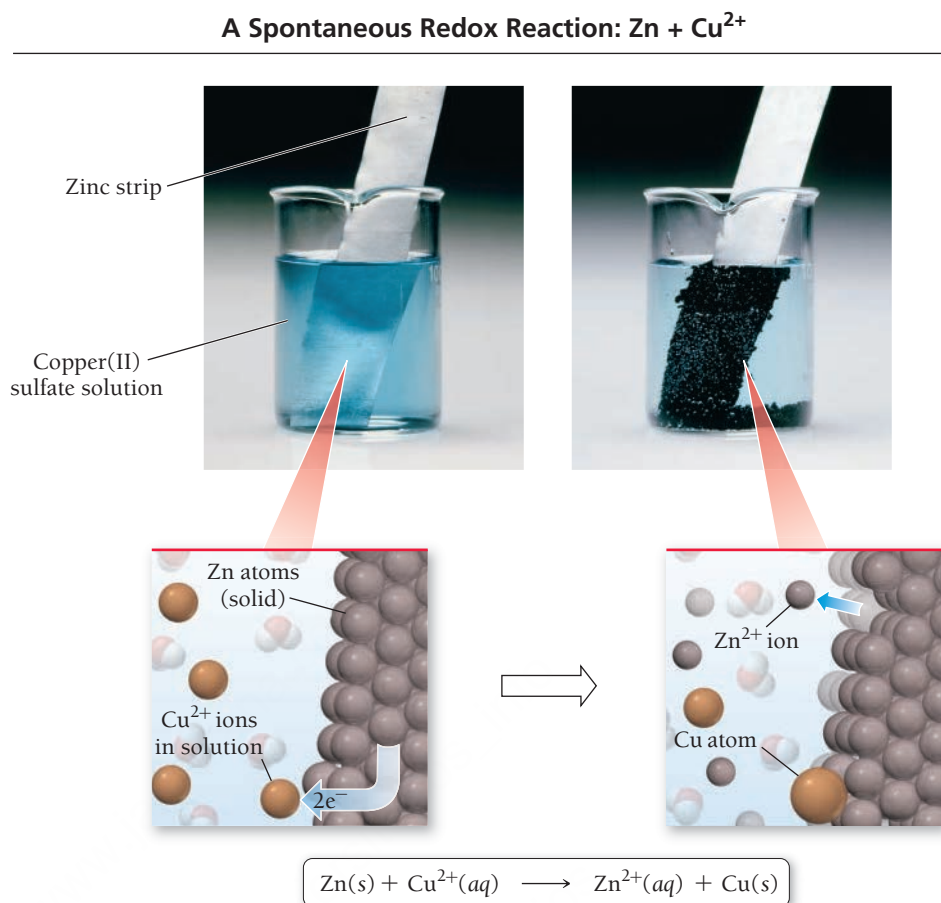 A Spontaneous Redox Reaction: Zn + Cu²⁺
Zinc strip
Copper(II)
sulfate solution
Zn atoms
(solid)
Cu²⁺ ions
in solution
2e⁻
Zn²⁺ ion
Cu atom
Zn(s) + Cu²⁺(aq) ⟶ Zn²⁺(aq) + Cu(s)